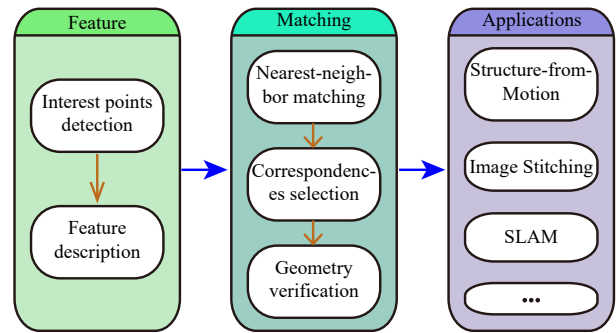 Feature
Interest points
detection
Feature
description
Matching
Nearest-neigh-
bor matching
Correspondenc-
es selection
Geometry
verification
Applications
Structure-from-
Motion
Image Stitching
SLAM
...